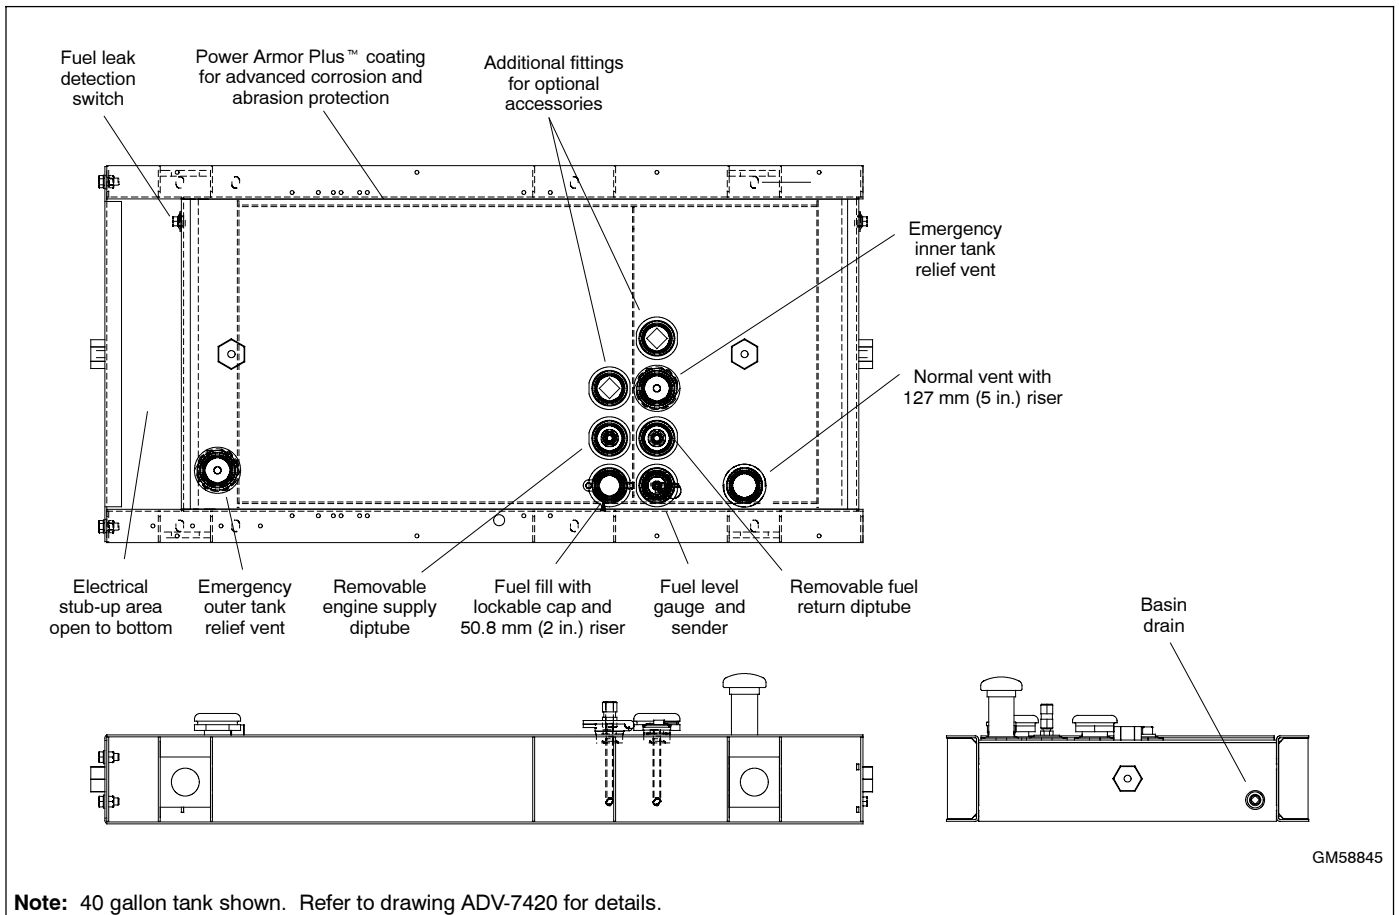 Fuel leak
detection
switch
Power Armor Plus™ coating
for advanced corrosion and
abrasion protection
Additional fittings
for optional
accessories
Emergency
inner tank
relief vent
Normal vent with
127 mm (5 in.) riser
Electrical
stub-up area
open to bottom
Emergency
outer tank
relief vent
Removable
engine supply
diptube
Fuel fill with
lockable cap and
50.8 mm (2 in.) riser
Fuel level
gauge and
sender
Removable fuel
return diptube
Basin
drain
GM58845
Note: 40 gallon tank shown. Refer to drawing ADV-7420 for details.